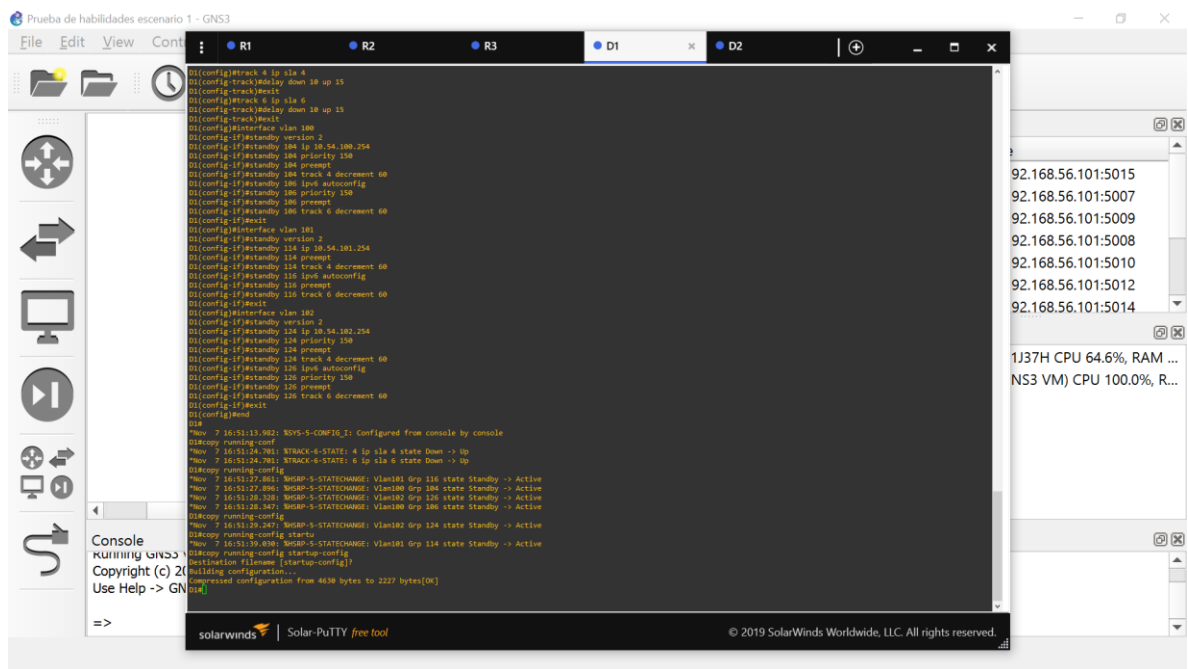 Prueba de habilidades escenario 1 - GNS3
File Edit View Cont
R1 R2 R3 D1 × D2
D1(config)#track 4 ip sla 4
D1(config-track)#delay down 10 up 15
D1(config-track)#exit
D1(config)#track 6 ip sla 6
D1(config-track)#delay down 10 up 15
D1(config-track)#exit
D1(config)#interface vlan 100
D1(config-if)#standby version 2
D1(config-if)#standby 104 ip 10.54.100.254
D1(config-if)#standby 104 priority 150
D1(config-if)#standby 104 preempt
D1(config-if)#standby 104 track 4 decrement 60
D1(config-if)#standby 106 ipv6 autoconfig
D1(config-if)#standby 106 priority 150
D1(config-if)#standby 106 preempt
D1(config-if)#standby 106 track 6 decrement 60
D1(config-if)#exit
D1(config)#interface vlan 101
D1(config-if)#standby version 2
D1(config-if)#standby 114 ip 10.54.101.254
D1(config-if)#standby 114 preempt
D1(config-if)#standby 114 track 4 decrement 60
D1(config-if)#standby 116 ipv6 autoconfig
D1(config-if)#standby 116 preempt
D1(config-if)#standby 116 track 6 decrement 60
D1(config-if)#exit
D1(config)#interface vlan 102
D1(config-if)#standby version 2
D1(config-if)#standby 124 ip 10.54.102.254
D1(config-if)#standby 124 priority 150
D1(config-if)#standby 124 preempt
D1(config-if)#standby 124 track 4 decrement 60
D1(config-if)#standby 126 ipv6 autoconfig
D1(config-if)#standby 126 priority 150
D1(config-if)#standby 126 preempt
D1(config-if)#standby 126 track 6 decrement 60
D1(config-if)#exit
D1(config)#end
D1#
*Nov 7 16:51:13.982: %SYS-5-CONFIG_I: Configured from console by console
D1#copy running-conf
*Nov 7 16:51:24.701: %TRACK-6-STATE: 4 ip sla 4 state Down -> Up
*Nov 7 16:51:24.701: %TRACK-6-STATE: 6 ip sla 6 state Down -> Up
D1#copy running-config
*Nov 7 16:51:27.861: %HSRP-5-STATECHANGE: Vlan101 Grp 116 state Standby -> Active
*Nov 7 16:51:27.896: %HSRP-5-STATECHANGE: Vlan100 Grp 104 state Standby -> Active
*Nov 7 16:51:28.328: %HSRP-5-STATECHANGE: Vlan102 Grp 126 state Standby -> Active
*Nov 7 16:51:28.347: %HSRP-5-STATECHANGE: Vlan100 Grp 106 state Standby -> Active
D1#copy running-config
*Nov 7 16:51:29.247: %HSRP-5-STATECHANGE: Vlan102 Grp 124 state Standby -> Active
D1#copy running-config startu
*Nov 7 16:51:39.030: %HSRP-5-STATECHANGE: Vlan101 Grp 114 state Standby -> Active
D1#copy running-config startup-config
Destination filename [startup-config]?
Building configuration...
Compressed configuration from 4630 bytes to 2227 bytes[OK]
D1#
solarwinds | Solar-PuTTY free tool © 2019 SolarWinds Worldwide, LLC. All rights reserved.
92.168.56.101:5015
92.168.56.101:5007
92.168.56.101:5009
92.168.56.101:5008
92.168.56.101:5010
92.168.56.101:5012
92.168.56.101:5014
1J37H CPU 64.6%, RAM ...
NS3 VM) CPU 100.0%, R...
Console
Running GNS3
Copyright (c) 20
Use Help -> GN
=>